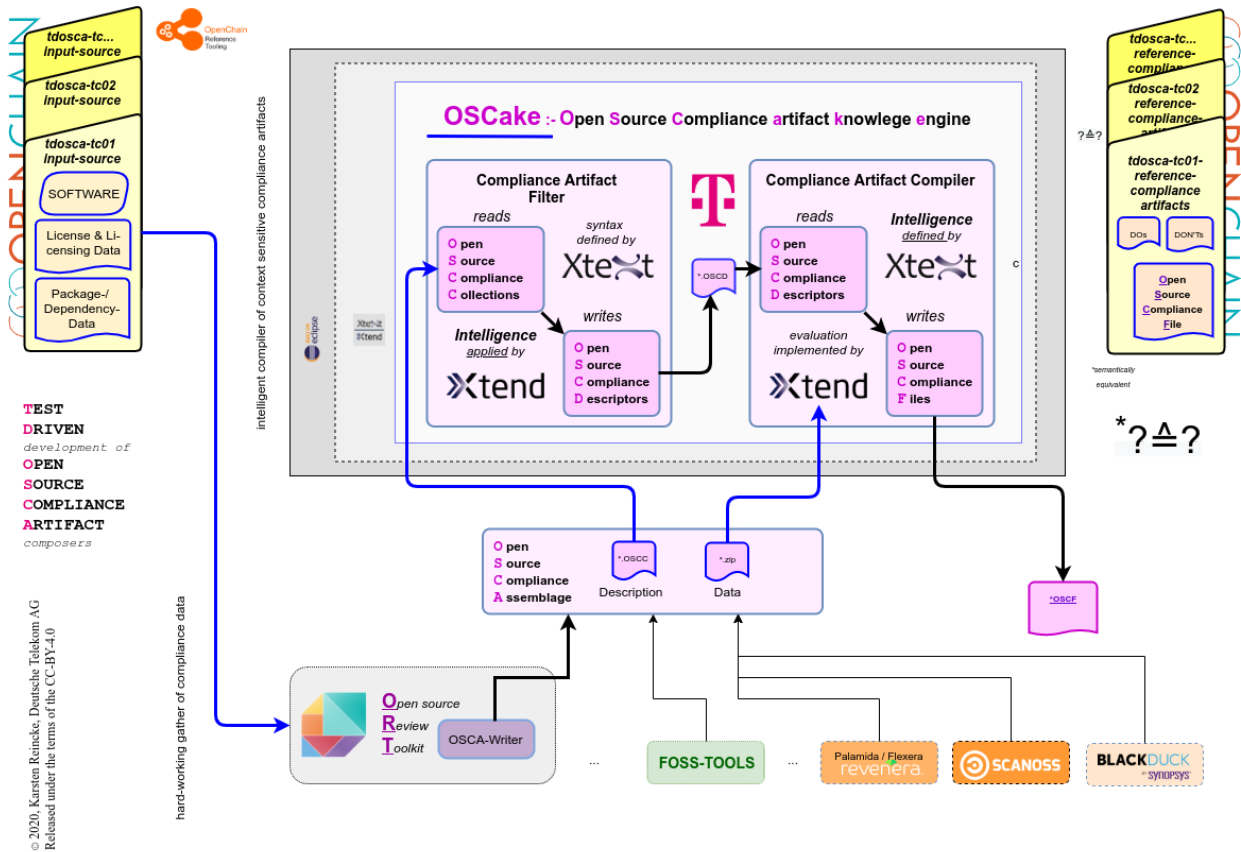 tdosca-tc...
input-source
tdosca-tc02
input-source
tdosca-tc01
input-source
SOFTWARE
License & Li-
censing Data
Package-/
Dependency-
Data
OPENCHAIN
OpenChain
Reference
Tooling
TEST
DRIVEN
development of
OPEN
SOURCE
COMPLIANCE
ARTIFACT
composers
© 2020, Karsten Reineke, Deutsche Telekom AG
Released under the terms of the CC-BY-4.0
hard-working gather of compliance data
intelligent compiler of context sensitive compliance artifacts
eclipse
Xtext
Xtend
OSCake :- Open Source Compliance artifact knowlege engine
Compliance Artifact
Filter
reads
Open
Source
Compliance
Collections
syntax
defined by
Xtext
Intelligence
applied by
Xtend
writes
Open
Source
Compliance
Descriptors
T
*.OSCD
Compliance Artifact Compiler
reads
Open
Source
Compliance
Descriptors
Intelligence
defined by
Xtext
evaluation
implemented by
Xtend
writes
Open
Source
Compliance
Files
c
Open
Source
Compliance
Assemblage
*.OSCC
Description
*.zip
Data
*OSCF
Open source
Review
Toolkit
OSCA-Writer
...
FOSS-TOOLS
...
Palamida / Flexera
revenera.
SCANOSS
BLACKDUCK
BY SYNOPSYS
?≙?
tdosca-tc...
reference-
compliance-
tdosca-tc02
reference-
compliance-
arti
tdosca-tc01-
reference-
compliance
artifacts
DOs
DON'Ts
Open
Source
Compliance
File
OPENCHAIN
*semantically
equivalent
*?≙?